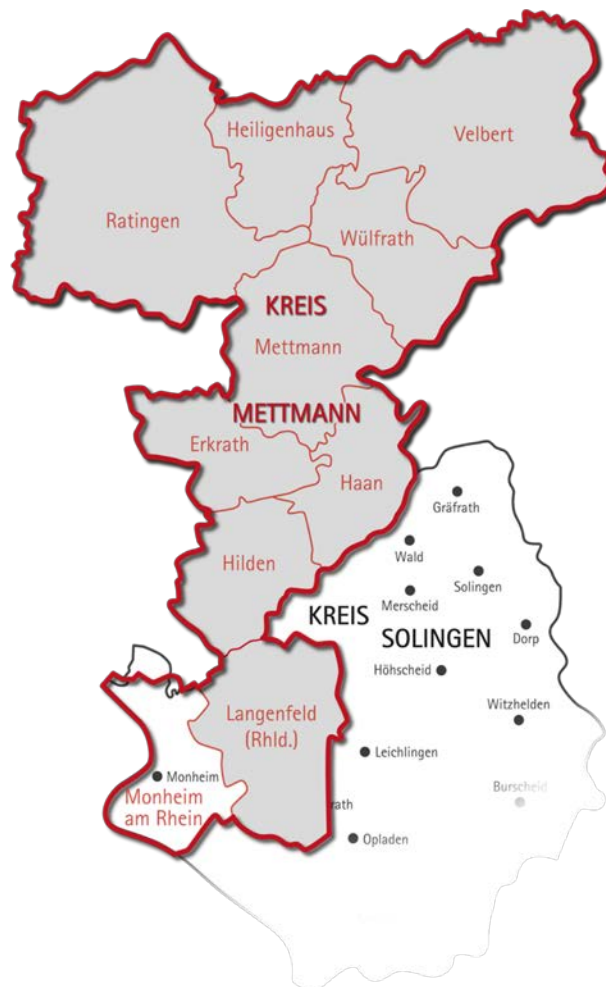 Heiligenhaus
Velbert
Ratingen
Wülfrath
KREIS
Mettmann
METTMANN
Erkrath
Haan
Gräfrath
Wald
Hilden
Solingen
Merscheid
KREIS
SOLINGEN
Dorp
Höhscheid
Witzhelden
Langenfeld
(Rhld.)
Leichlingen
Monheim
Burscheid
Monheim
am Rhein
rath
Opladen